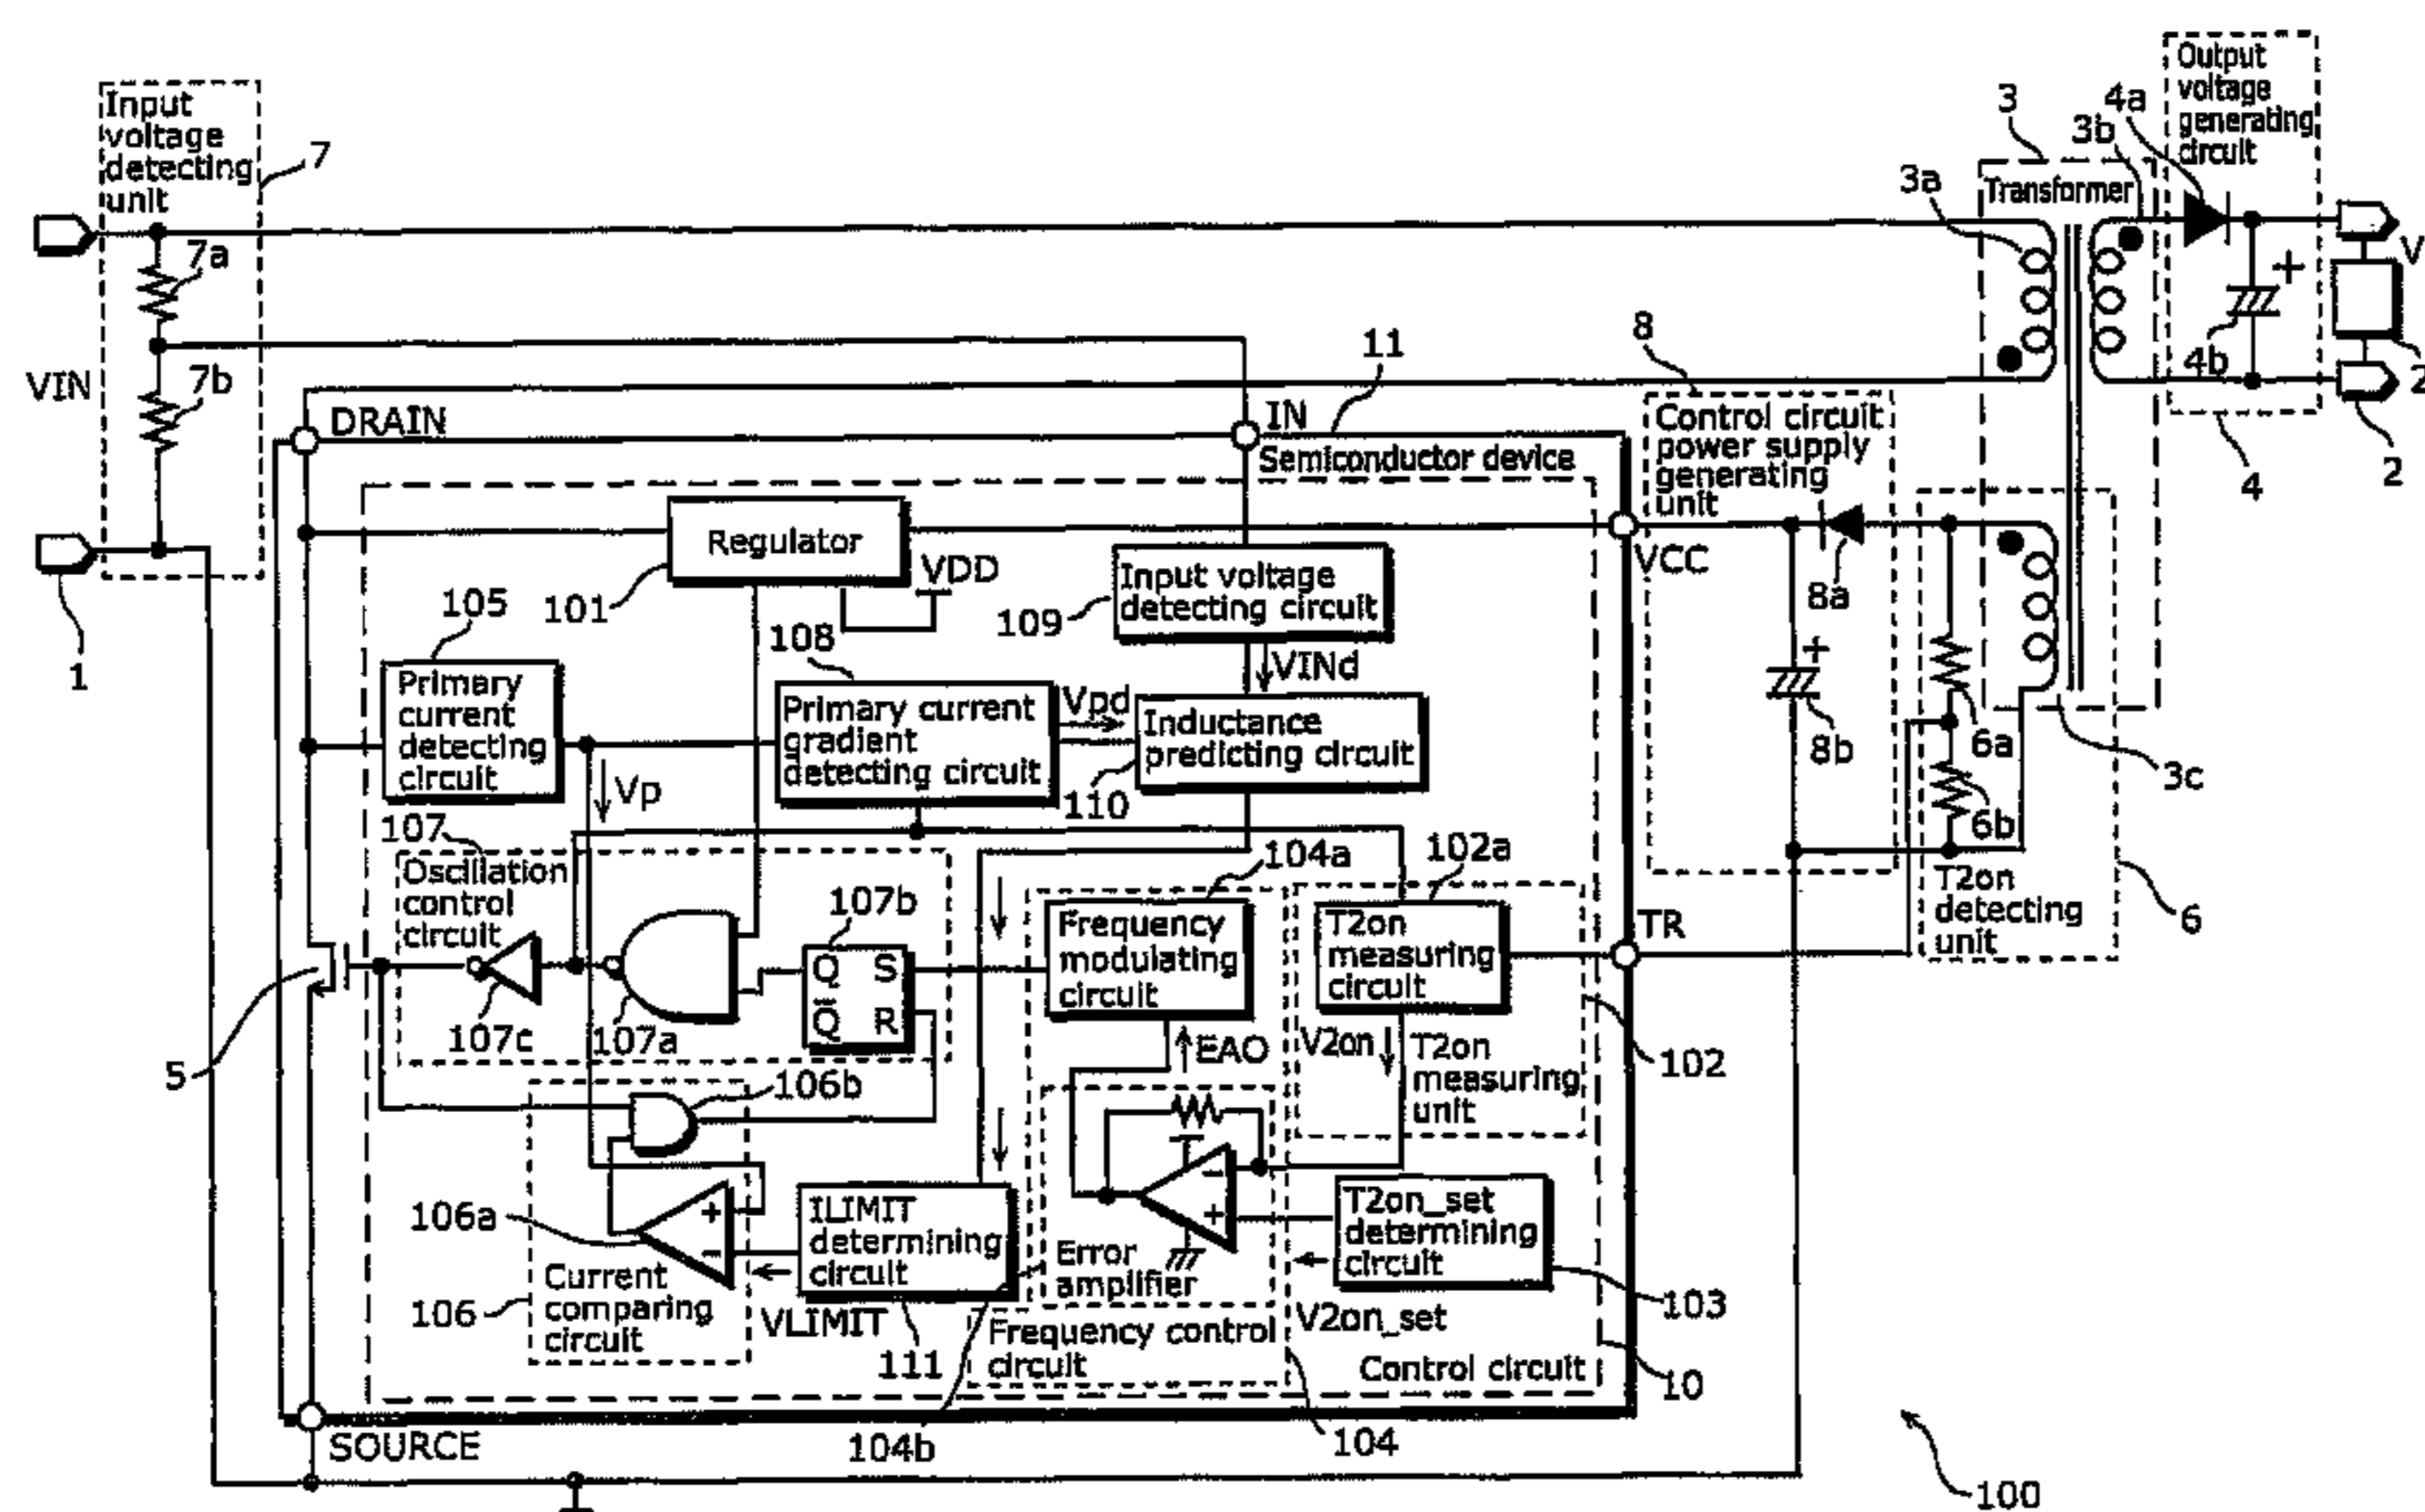 Input
voltage
detecting
unit
7
7a
7b
VIN
1
Output
voltage
generating
circuit
3
4a
3b
3a
Transformer
V
4b
2
4
2
8
Control circuit
power supply
generating
unit
11
DRAIN
IN
Semiconductor device
Regulator
101
VDD
VCC
8a
8b
Input voltage
detecting circuit
109
VINd
105
Primary
current
detecting
circuit
Vp
108
Primary current
gradient
detecting circuit
Vpd
Inductance
predicting circuit
110
6a
6b
3c
T2on
detecting
unit
6
107
Oscillation
control
circuit
107c
107a
107b
Q S
Q̅ R
5
104a
Frequency
modulating
circuit
EAO
102a
T2on
measuring
circuit
TR
V2on
T2on
measuring
unit
102
106b
106a
+
−
Current
comparing
circuit
106
ILIMIT
determining
circuit
VLIMIT
111
−
+
Error
amplifier
Frequency control
circuit
104b
104
T2on_set
determining
circuit
V2on_set
103
Control circuit
10
SOURCE
100